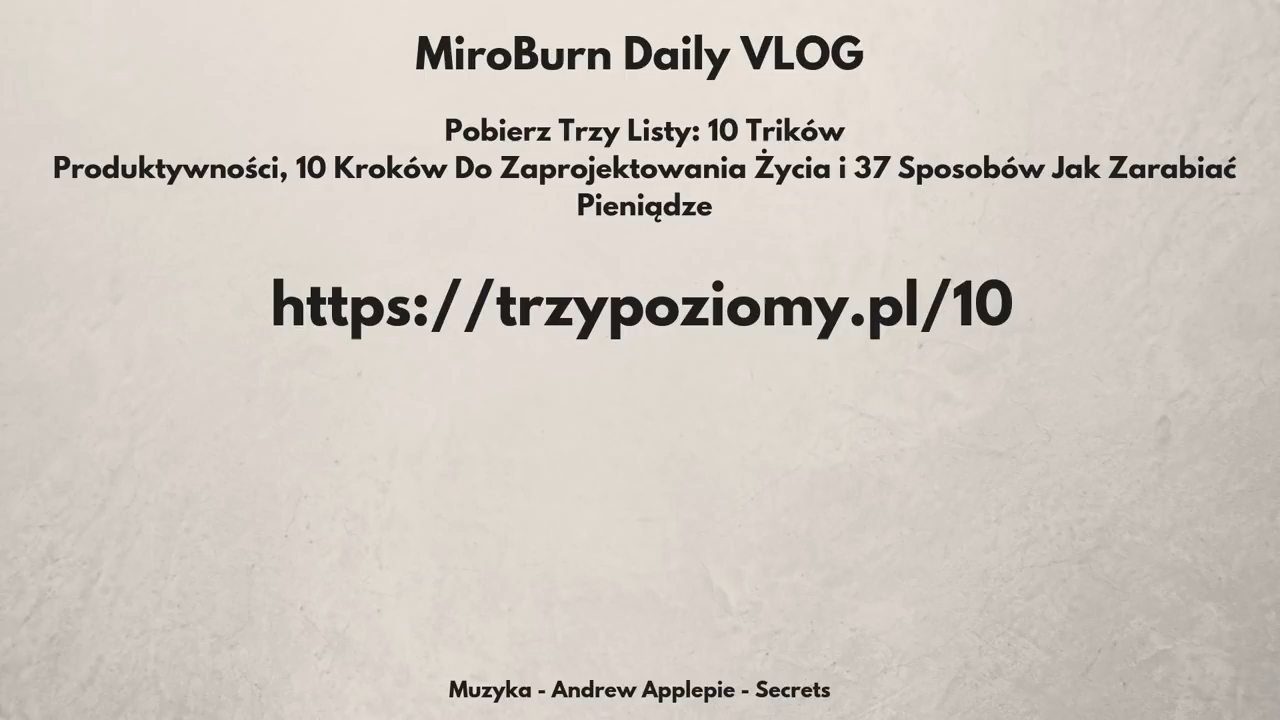 MiroBurn Daily VLOG
Pobierz Trzy Listy: 10 Trików
Produktywności, 10 Kroków Do Zaprojektowania Życia i 37 Sposobów Jak Zarabiać
Pieniądze
https://trzypoziomy.pl/10
Muzyka - Andrew Applepie - Secrets